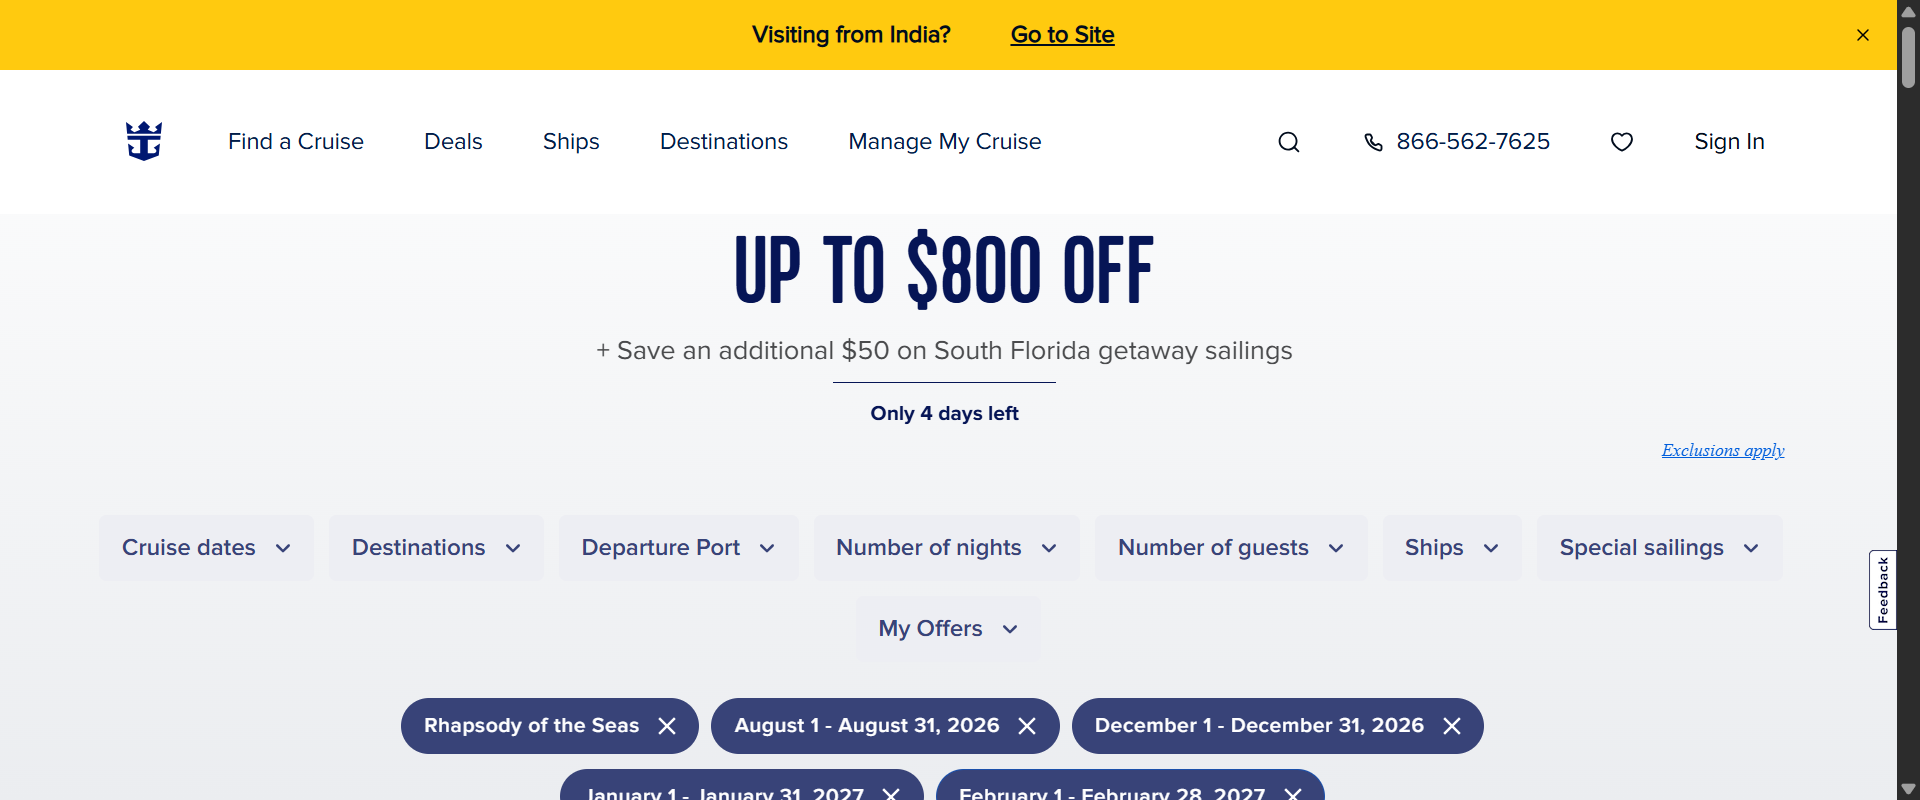 Visiting from India? Go to Site
Find a Cruise Deals Ships Destinations Manage My Cruise 866-562-7625 Sign In
UP TO $800 OFF
+ Save an additional $50 on South Florida getaway sailings
Only 4 days left
Exclusions apply
Cruise dates Destinations Departure Port Number of nights Number of guests Ships Special sailings
Feedback
My Offers
Rhapsody of the Seas August 1 - August 31, 2026 December 1 - December 31, 2026
January 1 - January 31, 2027 February 1 - February 28, 2027